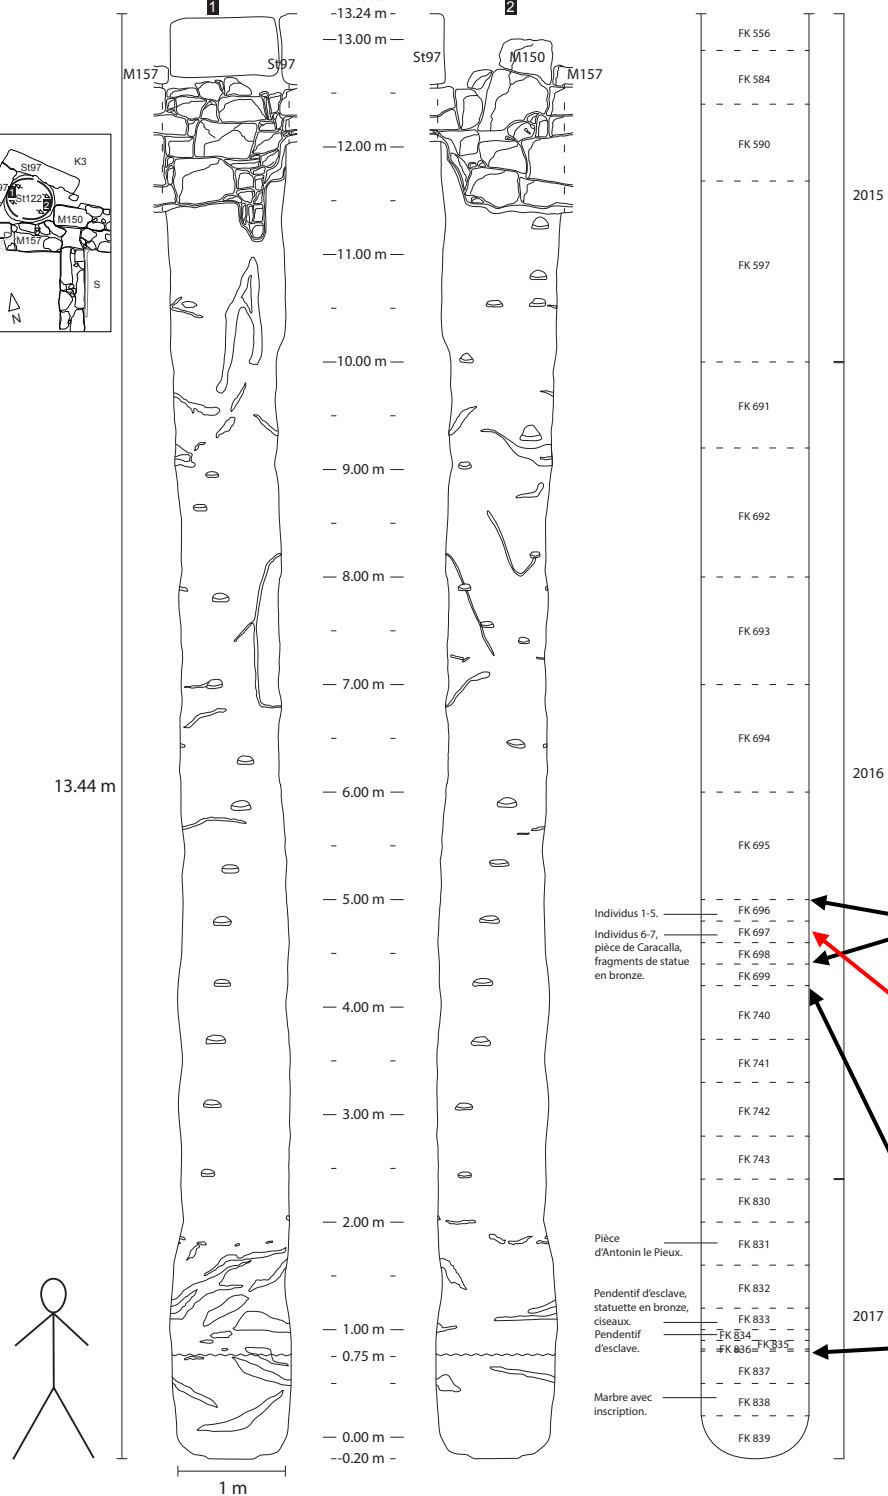 1
2
-13.24 m
13.00 m
12.00 m
11.00 m
10.00 m
9.00 m
8.00 m
7.00 m
6.00 m
5.00 m
4.00 m
3.00 m
2.00 m
1.00 m
0.75 m
0.00 m
-0.20 m
M157
St97
St97
M150
M157
St97
K3
97
1
St122
2
M150
M157
S
N
13.44 m
1 m
FK 556
FK 584
FK 590
FK 597
FK 691
FK 692
FK 693
FK 694
FK 695
FK 696
FK 697
FK 698
FK 699
FK 740
FK 741
FK 742
FK 743
FK 830
FK 831
FK 832
FK 833
FK 834
FK 835
FK 836
FK 837
FK 838
FK 839
Individus 1-5.
Individus 6-7,
pièce de Caracalla,
fragments de statue
en bronze.
Pièce
d'Antonin le Pieux.
Pendentif d'esclave,
statuette en bronze,
ciseaux.
Pendentif
d'esclave.
Marbre avec
inscription.
2015
2016
2017